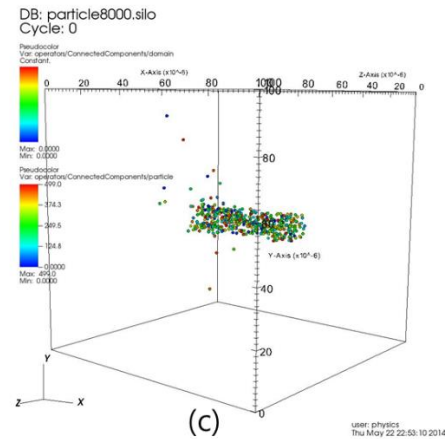 DB: particle8000.silo
Cycle: 0
Pseudocolor
Var: operators/ConnectedComponents/domain
Constant.
Max: 0.0000
Min: 0.0000
Pseudocolor
Var: operators/ConnectedComponents/particle
499.0
374.3
249.5
124.8
0.0000
Max: 499.0
Min: 0.0000
X-Axis (x10^-6)
0 20 40 60 80 100
Z-Axis (x10^-6)
100 80 60 40 20 0
Y-Axis (x10^-6)
80
60
40
20
0
Y
Z X
(c)
user: physics
Thu May 22 22:53:10 2014